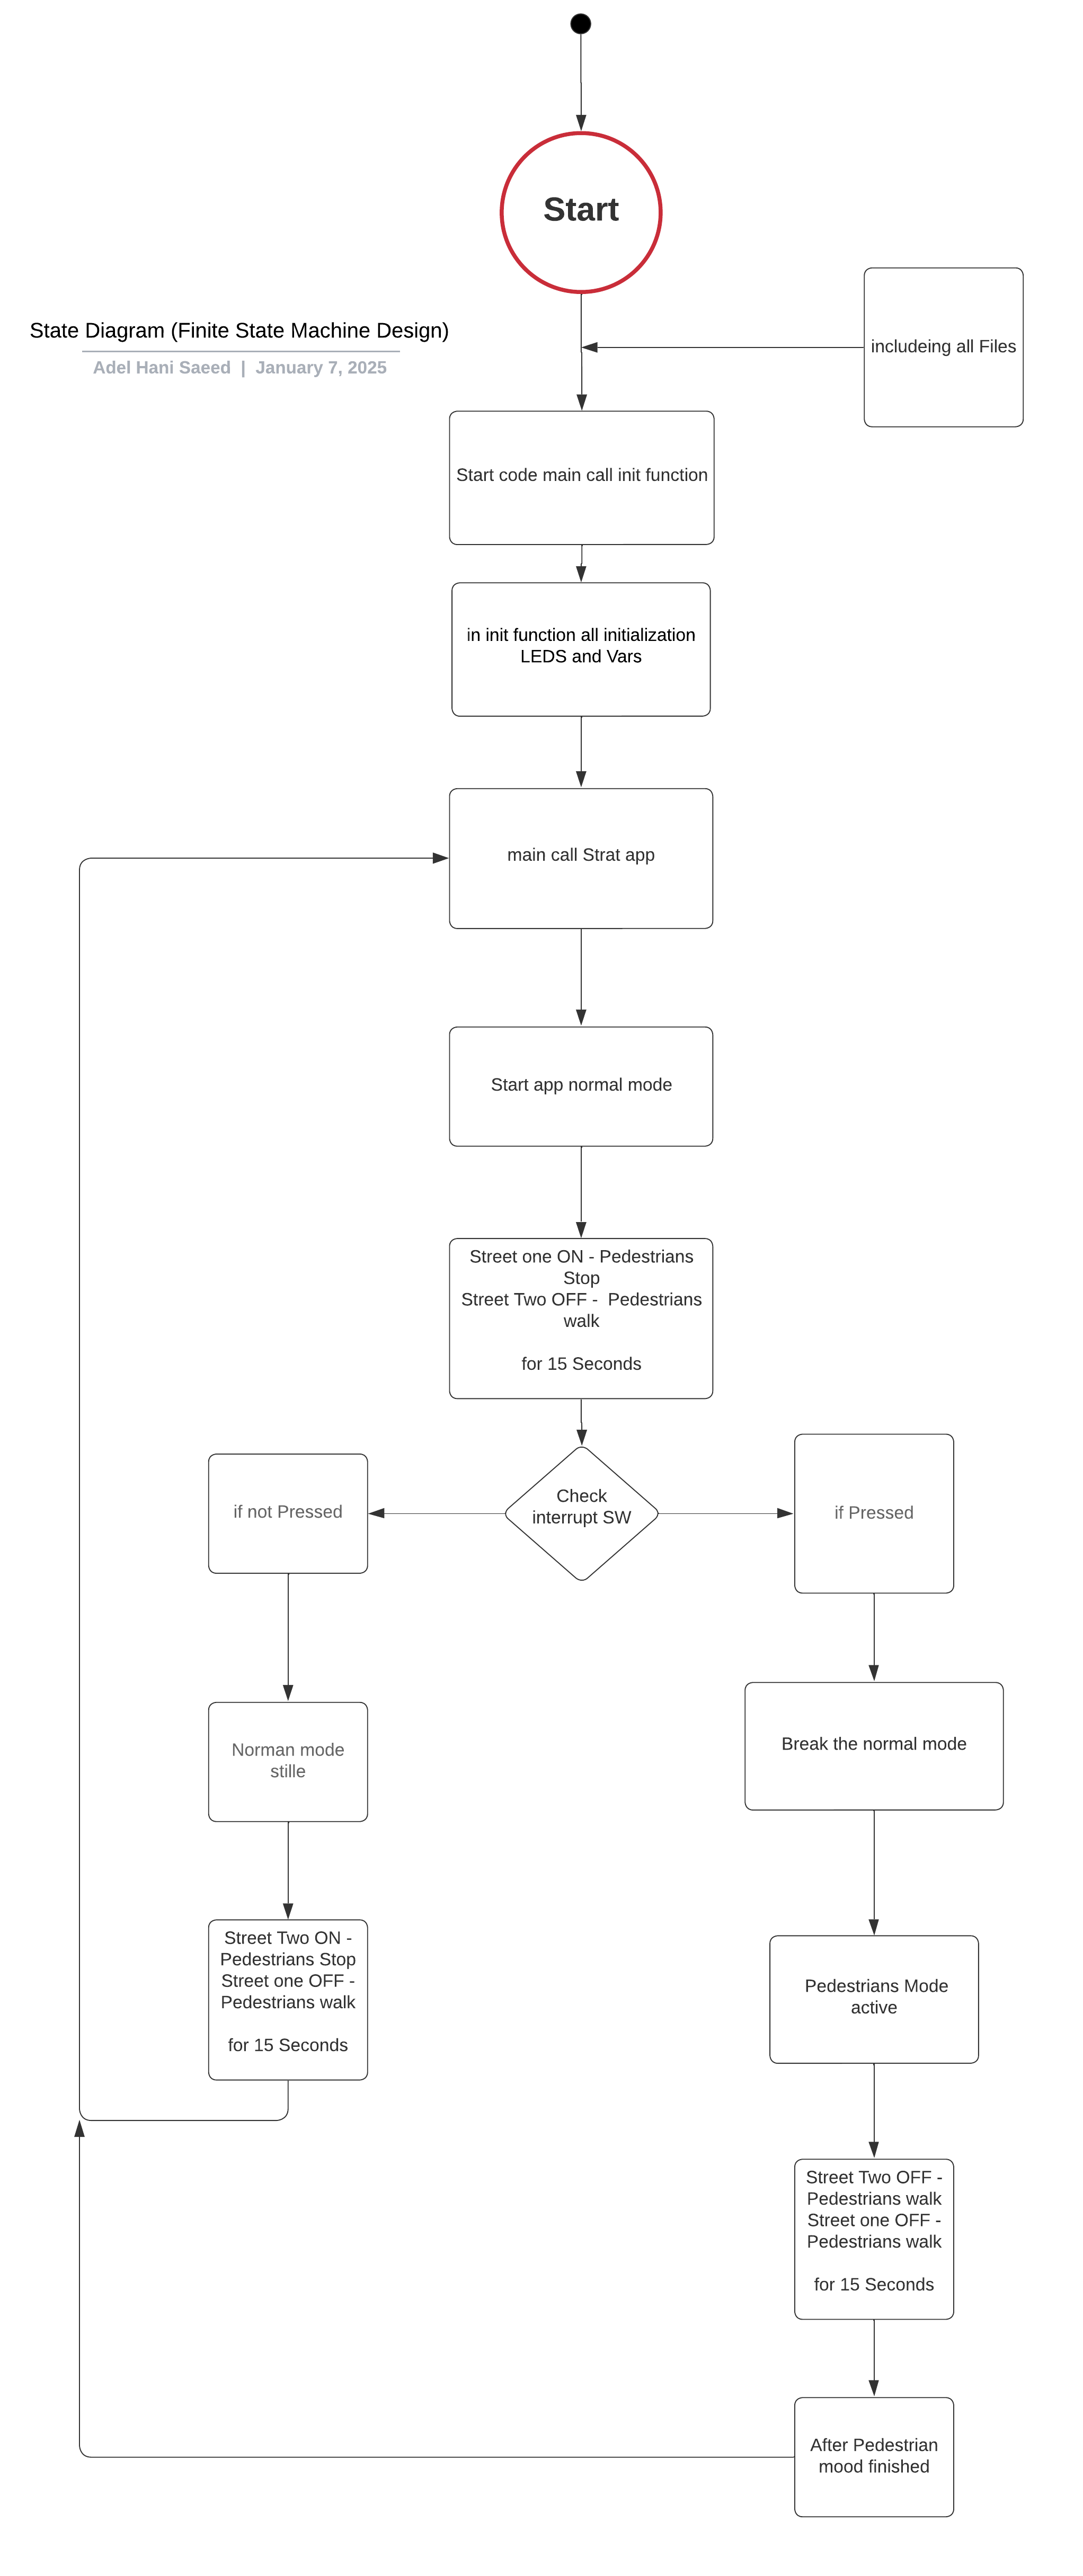 Start
State Diagram (Finite State Machine Design)
Adel Hani Saeed | January 7, 2025
includeing all Files
Start code main call init function
in init function all initialization
LEDS and Vars
main call Strat app
Start app normal mode
Street one ON - Pedestrians
Stop
Street Two OFF - Pedestrians
walk
for 15 Seconds
Check
interrupt SW
if not Pressed
if Pressed
Norman mode
stille
Break the normal mode
Street Two ON -
Pedestrians Stop
Street one OFF -
Pedestrians walk
for 15 Seconds
Pedestrians Mode
active
Street Two OFF -
Pedestrians walk
Street one OFF -
Pedestrians walk
for 15 Seconds
After Pedestrian
mood finished